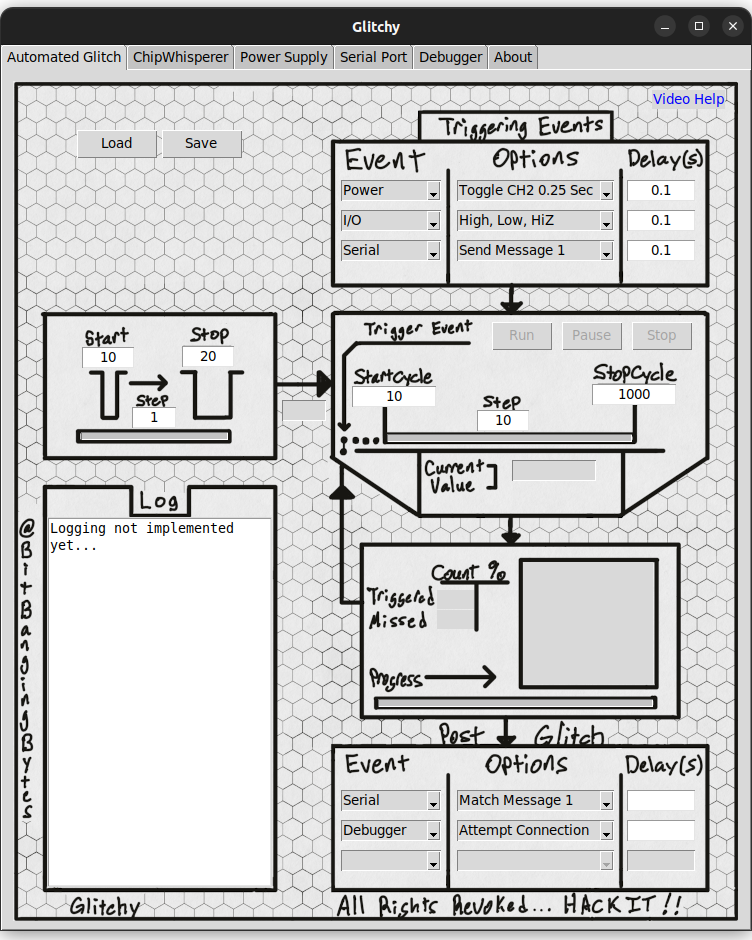 Glitchy
Automated Glitch ChipWhisperer Power Supply Serial Port Debugger About
Video Help
Load Save
Triggering Events
Event Options Delay(s)
Power Toggle CH2 0.25 Sec 0.1
I/O High, Low, HiZ 0.1
Serial Send Message 1 0.1
Start Stop
10 20
Step
1
Trigger Event Run Pause Stop
StartCycle StopCycle
10 1000
Step
10
Current
Value
Log
Logging not implemented
yet...
@BitBangingBytes
Count %
Triggered
Missed
Progress
Post Glitch
Event Options Delay(s)
Serial Match Message 1
Debugger Attempt Connection
Glitchy
All Rights Revoked... HACK IT!!